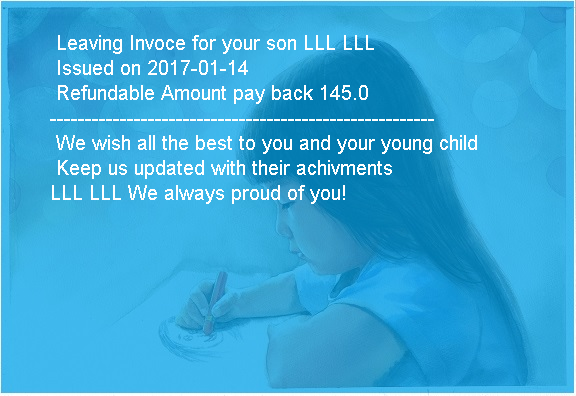 Leaving Invoce for your son LLL LLL
Issued on 2017-01-14
Refundable Amount pay back 145.0
-------------------------------------------------------
We wish all the best to you and your young child
Keep us updated with their achivments
LLL LLL We always proud of you!